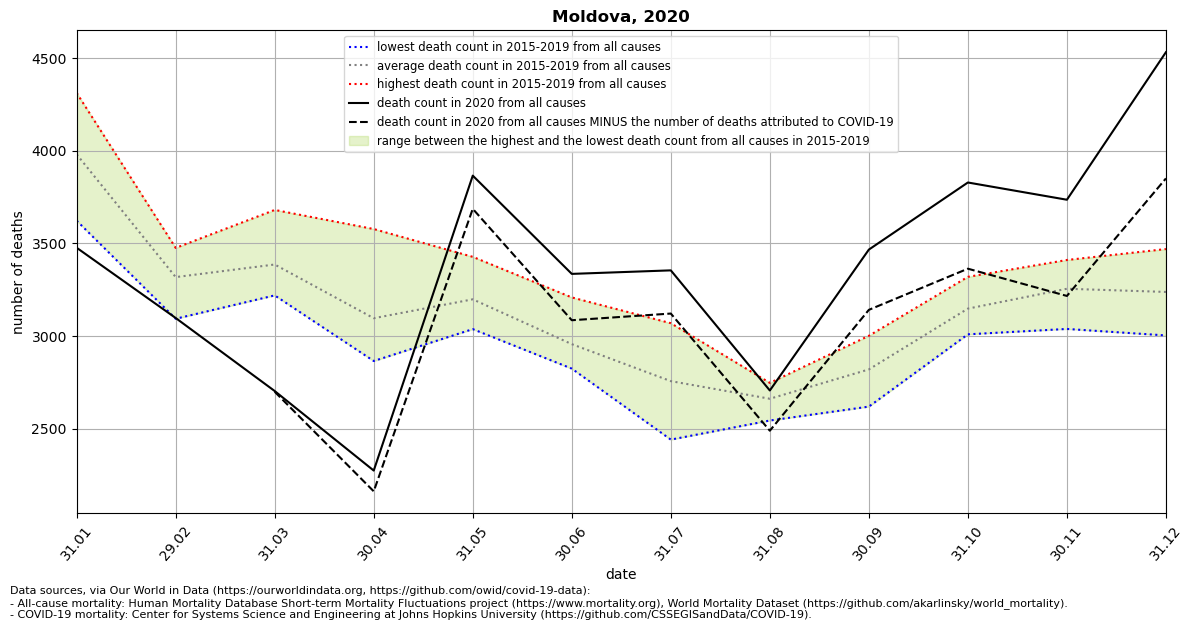 Moldova, 2020
lowest death count in 2015-2019 from all causes
average death count in 2015-2019 from all causes
highest death count in 2015-2019 from all causes
death count in 2020 from all causes
death count in 2020 from all causes MINUS the number of deaths attributed to COVID-19
range between the highest and the lowest death count from all causes in 2015-2019
number of deaths
4500
4000
3500
3000
2500
31.01
29.02
31.03
30.04
31.05
30.06
31.07
31.08
30.09
31.10
30.11
31.12
date
Data sources, via Our World in Data (https://ourworldindata.org, https://github.com/owid/covid-19-data):
- All-cause mortality: Human Mortality Database Short-term Mortality Fluctuations project (https://www.mortality.org), World Mortality Dataset (https://github.com/akarlinsky/world_mortality).
- COVID-19 mortality: Center for Systems Science and Engineering at Johns Hopkins University (https://github.com/CSSEGISandData/COVID-19).